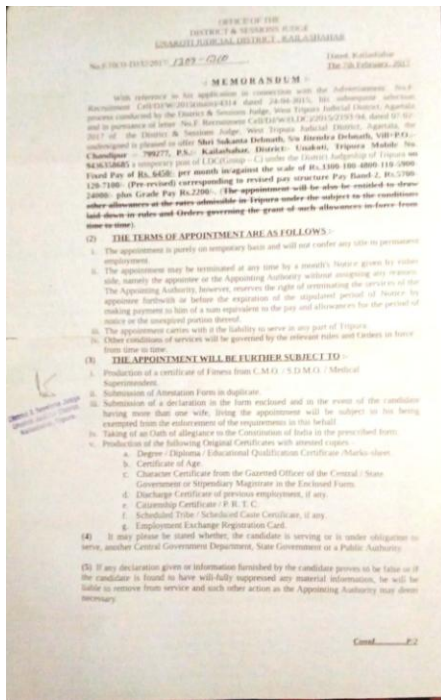 OFFICE OF THE
DISTRICT & SESSIONS JUDGE
UNAKOTI JUDICIAL DISTRICT, KAILASHAHAR
Dated, Kailashahar
The 7th February, 2017
MEMORANDUM :-
With reference to his application in connection with the Advertisement No.F.
dated 24-04-2015, his subsequent selection
process conducted by the District & Sessions Judge, West Tripura Judicial District, Agartala
and in pursuance of letter No.F. Recruitment dated 07-02-
2017 of the District & Sessions Judge, West Tripura Judicial District, Agartala, the
undersigned is pleased to offer Shri Sukanta Debnath, S/o Jitendra Debnath, Vill+P.O.-
Chandipur - 799277, P.S.- Kailashahar, District- Unakoti, Tripura Mobile No.
a temporary post of LDC(Group - C) under the District Judgeship of Tripura on
Fixed Pay of Rs. 6450/- per month in against the scale of Rs.3300-100-4800-110-5900
120-7100/- (Pre-revised) corresponding to revised pay structure Pay Band-2, Rs.5700-
24000/- plus Grade Pay Rs.2200/-. (The appointment will be also be entitled to draw
other allowances at the rates admissible in Tripura under the subject to the conditions
laid down in rules and Orders governing the grant of such allowances in force from
time to time).
(2) THE TERMS OF APPOINTMENT ARE AS FOLLOWS :-
i. The appointment is purely on temporary basis and will not confer any title to permanent
employment.
ii. The appointment may be terminated at any time by a month's Notice given by either
side, namely the appointee or the Appointing Authority without assigning any reasons.
The Appointing Authority, however, reserves the right of terminating the services of the
appointee forthwith or before the expiration of the stipulated period of Notice by
making payment to him of a sum equivalent to the pay and allowances for the period of
notice or the unexpired portion thereof.
iii. The appointment carries with it the liability to serve in any part of Tripura.
iv. Other conditions of services will be governed by the relevant rules and Orders in force
from time to time.
(3) THE APPOINTMENT WILL BE FURTHER SUBJECT TO :-
i. Production of a certificate of Fitness from C.M.O. / S.D.M.O. / Medical
Superintendent.
ii. Submission of Attestation Form in duplicate.
iii. Submission of a declaration in the form enclosed and in the event of the candidate
having more than one wife, living the appointment will be subject to his being
exempted from the enforcement of the requirements in this behalf.
iv. Taking of an Oath of allegiance to the Constitution of India in the prescribed form.
v. Production of the following Original Certificates with attested copies
a. Degree / Diploma / Educational Qualification Certificate /Marks-sheet.
b. Certificate of Age.
c. Character Certificate from the Gazetted Officer of the Central / State
Government or Stipendiary Magistrate in the Enclosed Form.
d. Discharge Certificate of previous employment, if any.
e. Citizenship Certificate / P. R. T. C.
f. Scheduled Tribe / Scheduled Caste Certificate, if any.
g. Employment Exchange Registration Card.
(4) It may please be stated whether, the candidate is serving or is under obligation to
serve, another Central Government Department, State Government or a Public Authority.
(5) If any declaration given or information furnished by the candidate proves to be false or if
the candidate is found to have will-fully suppressed any material information, he will be
liable to remove from service and such other action as the Appointing Authority may deem
necessary.
Contd P/2